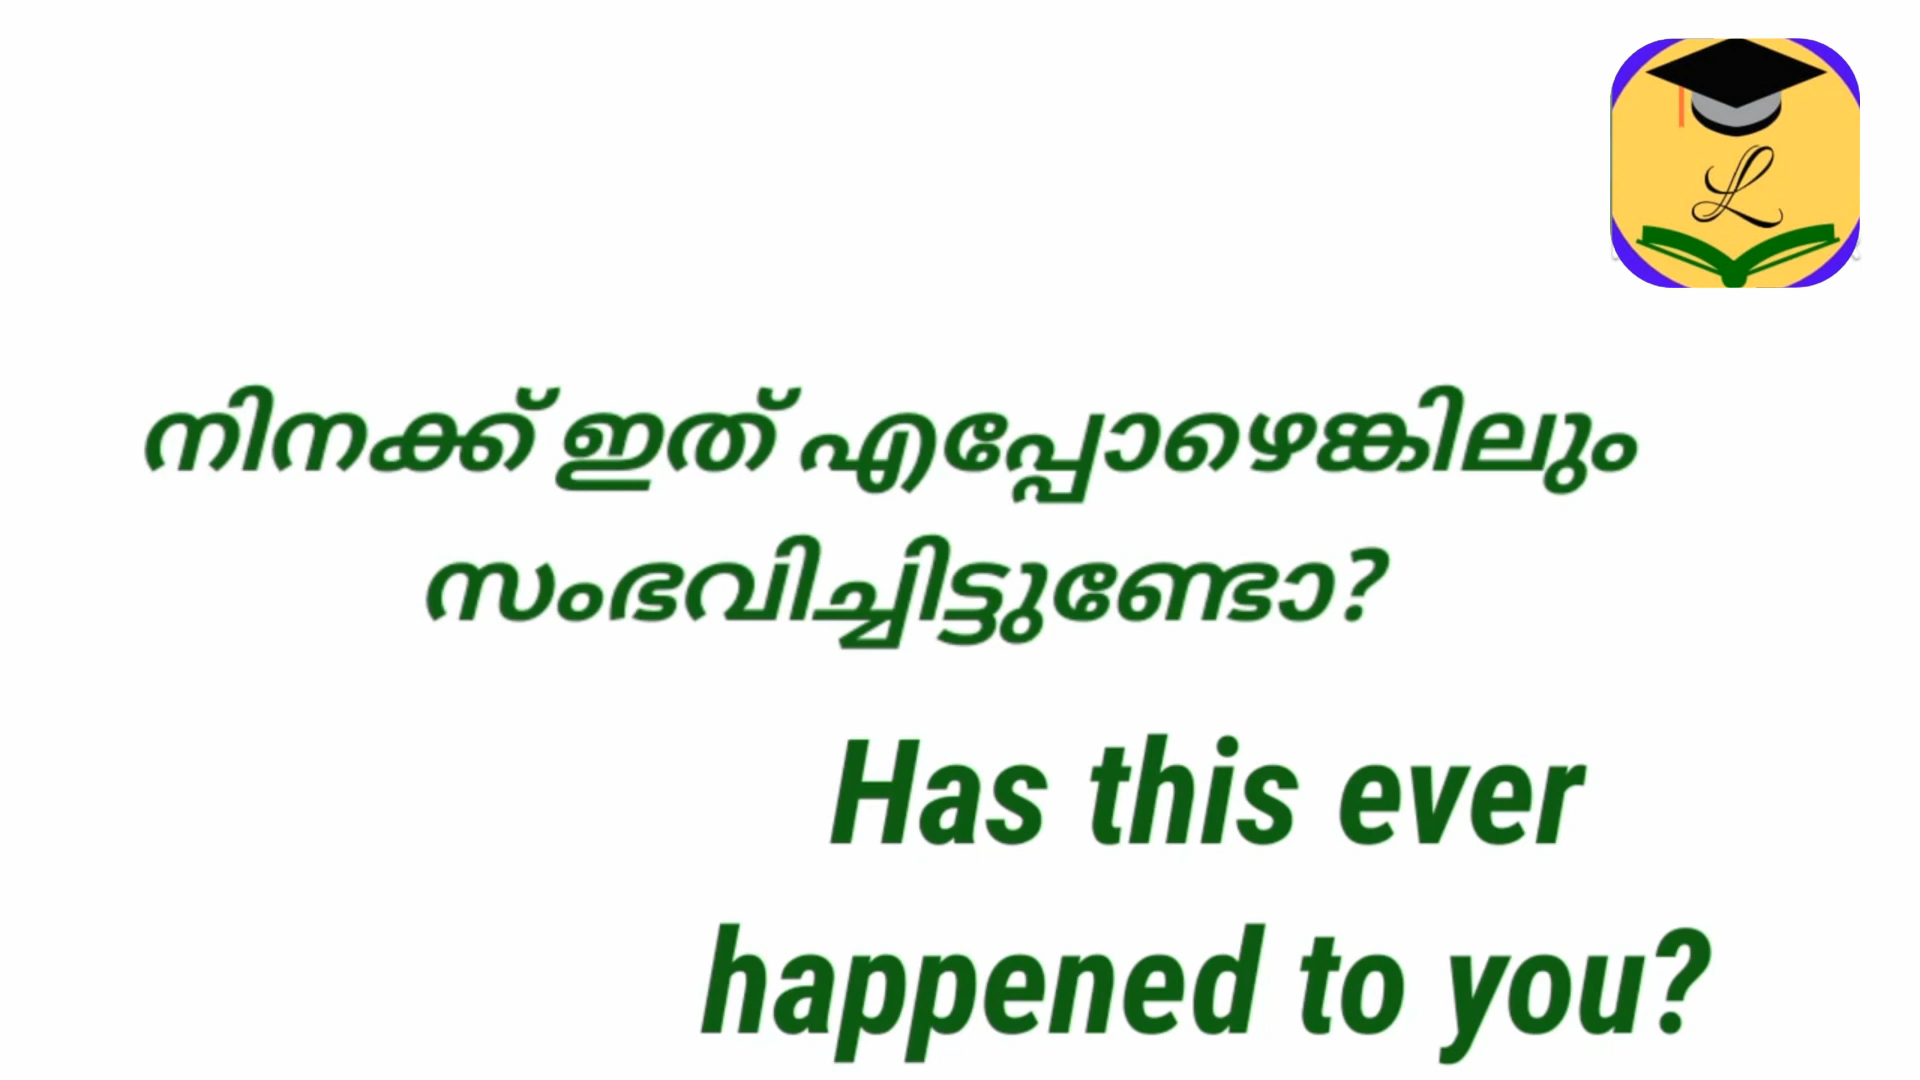 L
നിനക്ക് ഇത് എപ്പോഴെങ്കിലും
സംഭവിച്ചിട്ടുണ്ടോ?
Has this ever
happened to you?